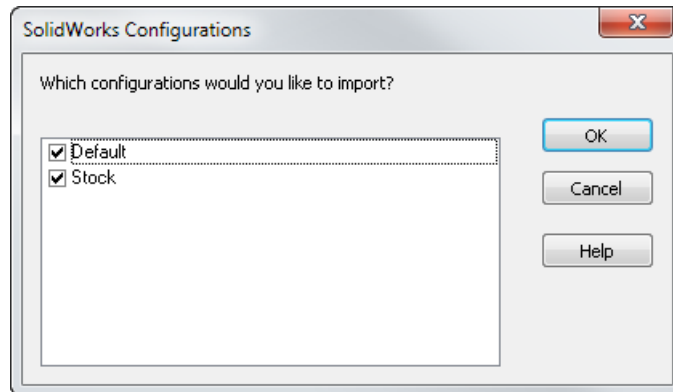 SolidWorks Configurations
Which configurations would you like to import?
Default
Stock
OK
Cancel
Help